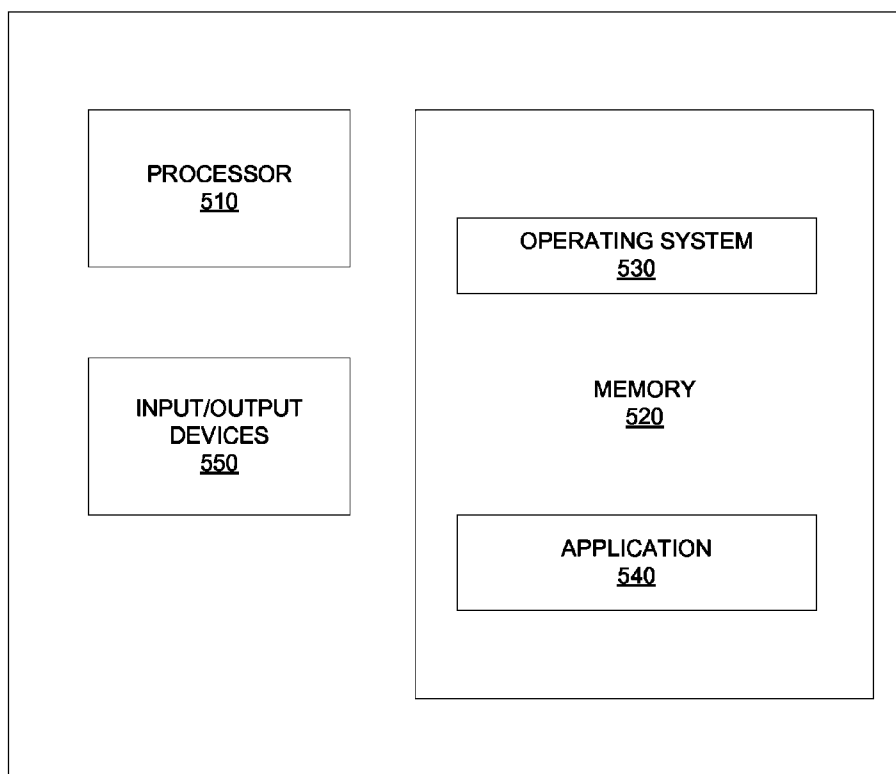 PROCESSOR
510
INPUT/OUTPUT
DEVICES
550
OPERATING SYSTEM
530
MEMORY
520
APPLICATION
540